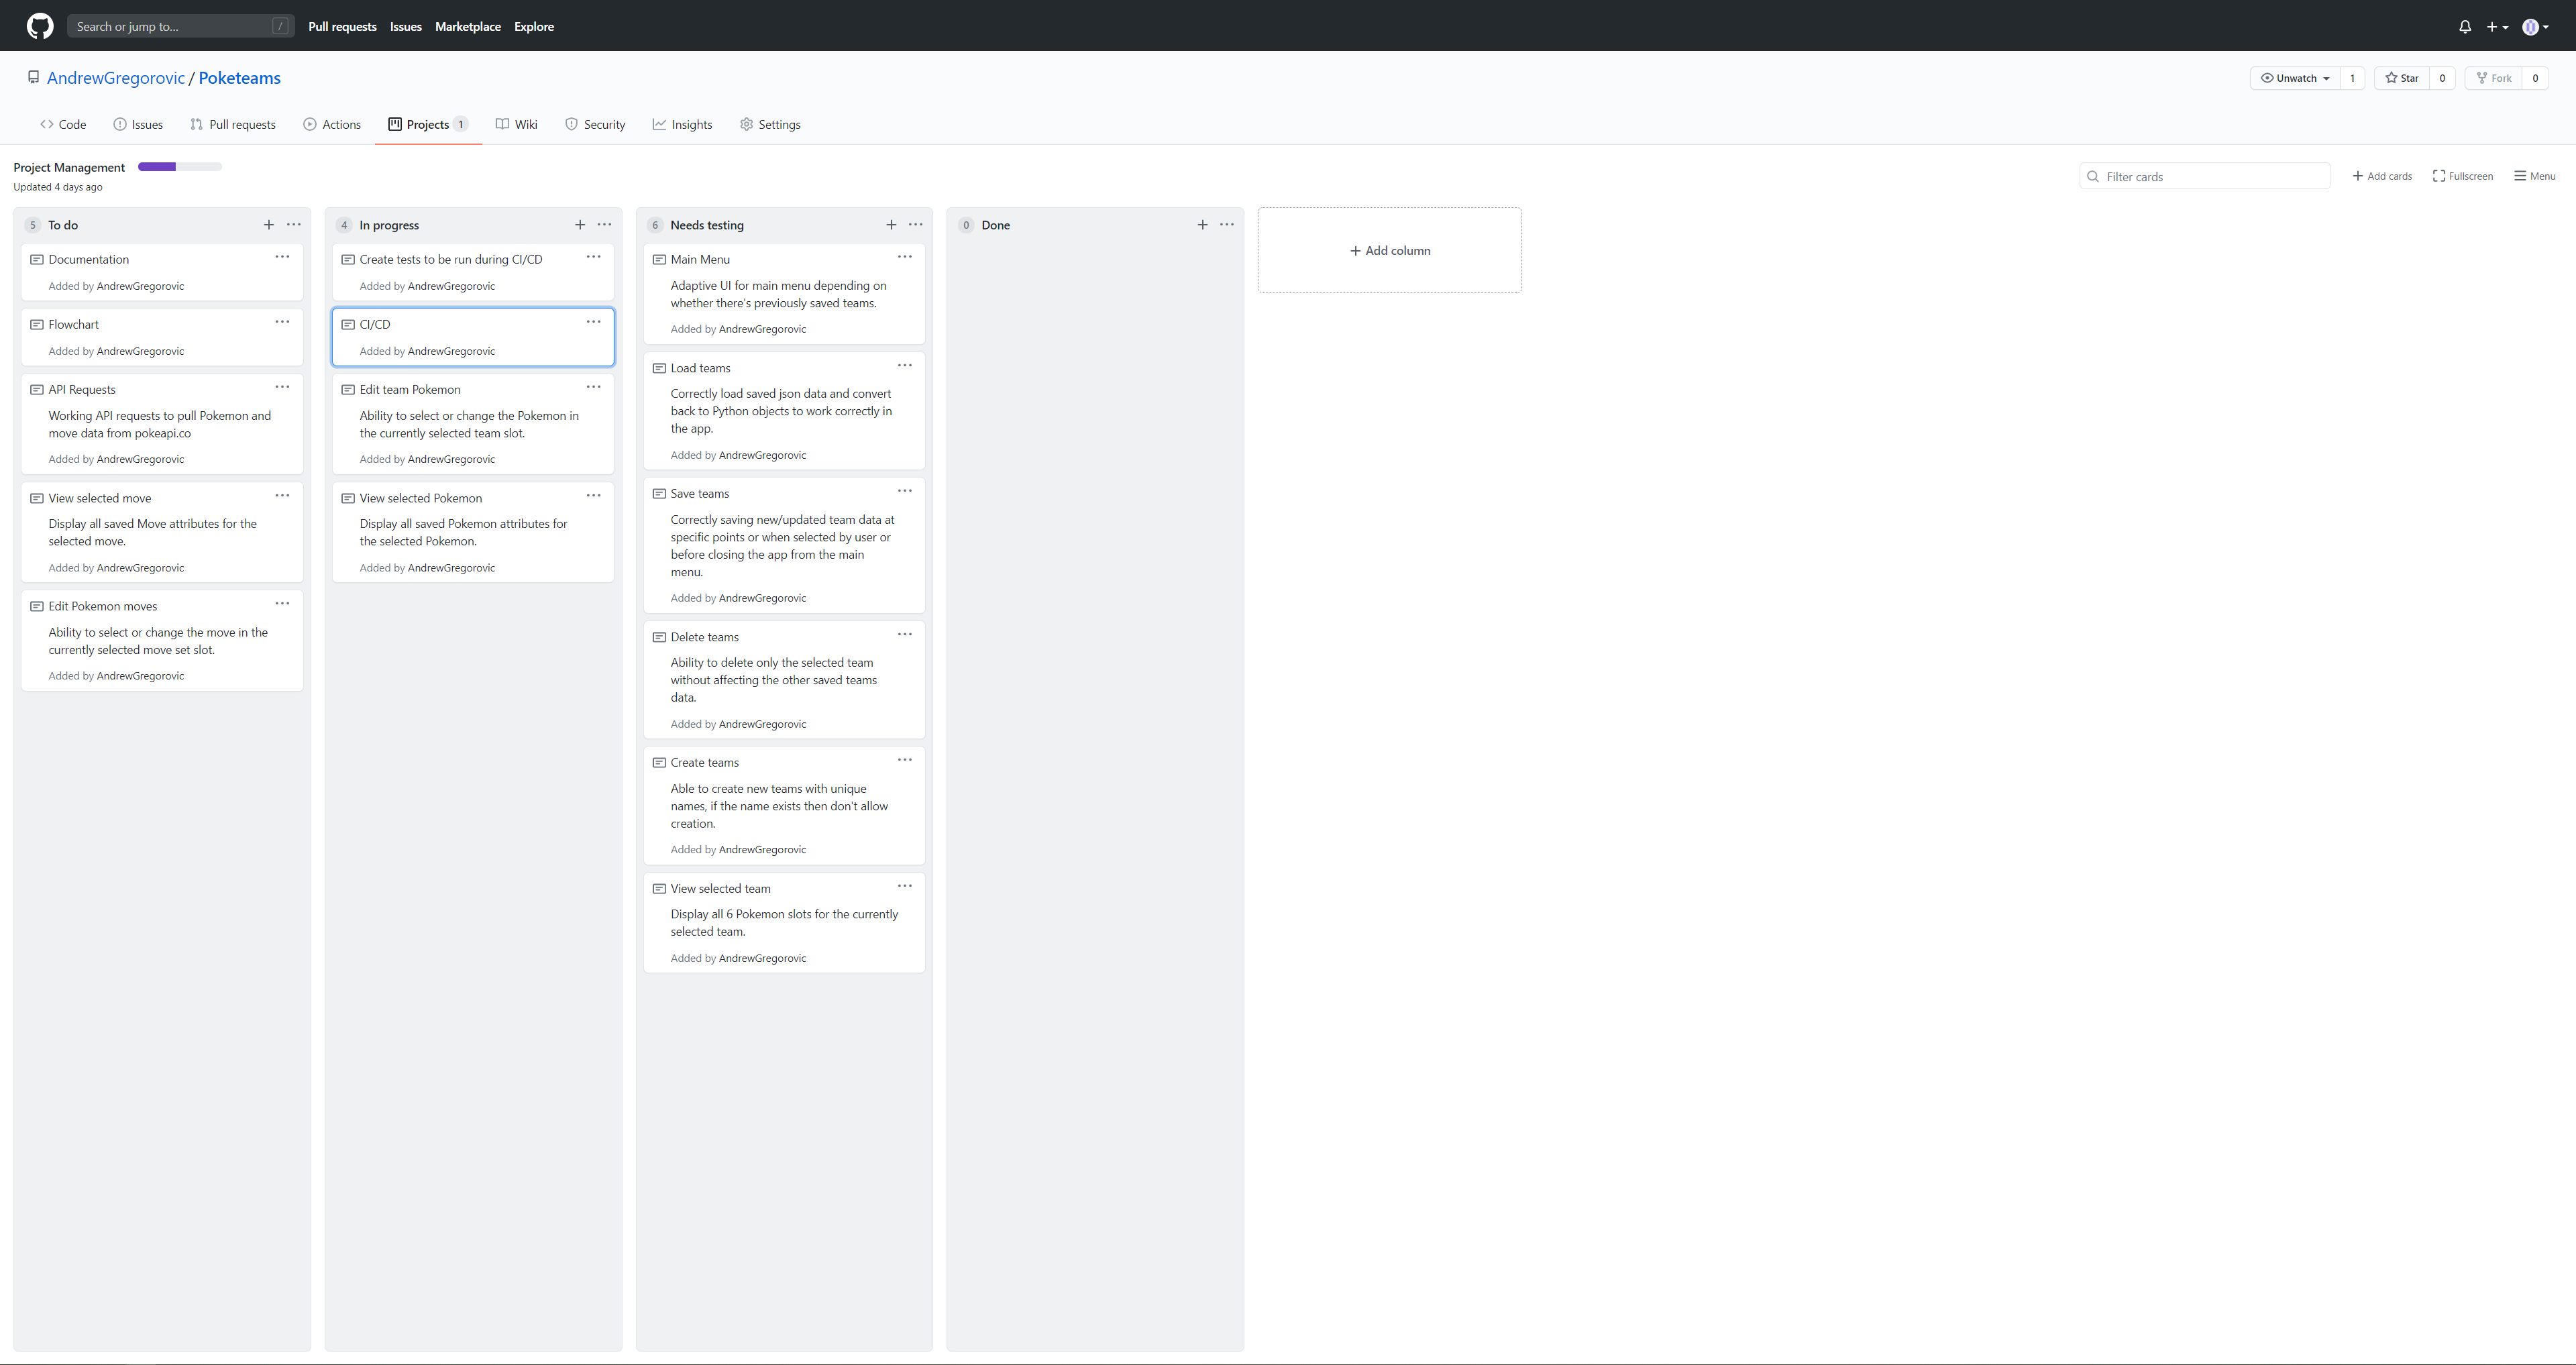 Search or jump to... /
Pull requests Issues Marketplace Explore
AndrewGregorovic / Poketeams
Unwatch 1 Star 0 Fork 0
Code Issues Pull requests Actions Projects 1 Wiki Security Insights Settings
Project Management
Updated 4 days ago
Filter cards Add cards Fullscreen Menu
5 To do
Documentation
Added by AndrewGregorovic
Flowchart
Added by AndrewGregorovic
API Requests
Working API requests to pull Pokemon and
move data from pokeapi.co
Added by AndrewGregorovic
View selected move
Display all saved Move attributes for the
selected move.
Added by AndrewGregorovic
Edit Pokemon moves
Ability to select or change the move in the
currently selected move set slot.
Added by AndrewGregorovic
4 In progress
Create tests to be run during CI/CD
Added by AndrewGregorovic
CI/CD
Added by AndrewGregorovic
Edit team Pokemon
Ability to select or change the Pokemon in
the currently selected team slot.
Added by AndrewGregorovic
View selected Pokemon
Display all saved Pokemon attributes for
the selected Pokemon.
Added by AndrewGregorovic
6 Needs testing
Main Menu
Adaptive UI for main menu depending on
whether there's previously saved teams.
Added by AndrewGregorovic
Load teams
Correctly load saved json data and convert
back to Python objects to work correctly in
the app.
Added by AndrewGregorovic
Save teams
Correctly saving new/updated team data at
specific points or when selected by user or
before closing the app from the main
menu.
Added by AndrewGregorovic
Delete teams
Ability to delete only the selected team
without affecting the other saved teams
data.
Added by AndrewGregorovic
Create teams
Able to create new teams with unique
names, if the name exists then don't allow
creation.
Added by AndrewGregorovic
View selected team
Display all 6 Pokemon slots for the currently
selected team.
Added by AndrewGregorovic
0 Done
Add column